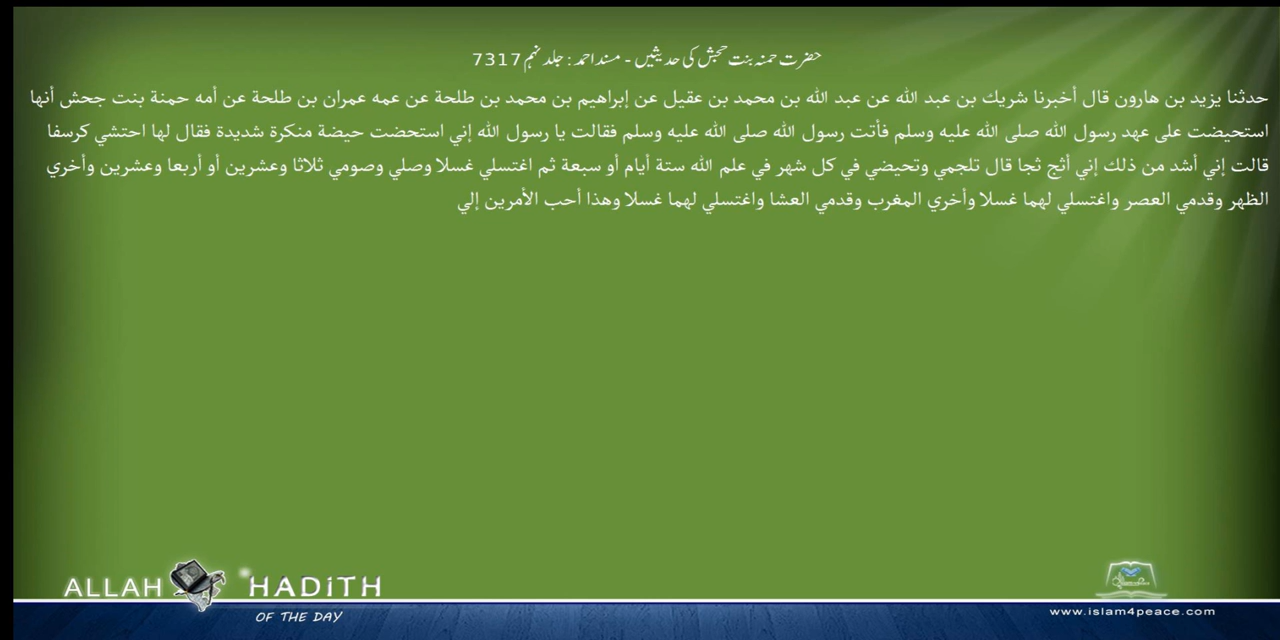 حضرت حمنہ بنت جحش کی حدیثیں - مسند احمد : جلد نہم 7317
حدثنا يزيد بن هارون قال أخبرنا شريك بن عبد الله عن عبد الله بن محمد بن عقيل عن إبراهيم بن محمد بن طلحة عن عمه عمران بن طلحة عن أمه حمنة بنت جحش أنها
استحيضت على عهد رسول الله صلى الله عليه وسلم فأتت رسول الله صلى الله عليه وسلم فقالت يا رسول الله إني استحضت حيضة منكرة شديدة فقال لها احتشي كرسفا
قالت إني أشد من ذلك إني أثج ثجا قال تلجمي وتحيضي في كل شهر في علم الله ستة أيام أو سبعة ثم اغتسلي غسلا وصلي وصومي ثلاثا وعشرين أو أربعا وعشرين وأخري
الظهر وقدمي العصر واغتسلي لهما غسلا وأخري المغرب وقدمي العشا واغتسلي لهما غسلا وهذا أحب الأمرين إلي
ALLAH HADITH
OF THE DAY
www.islam4peace.com